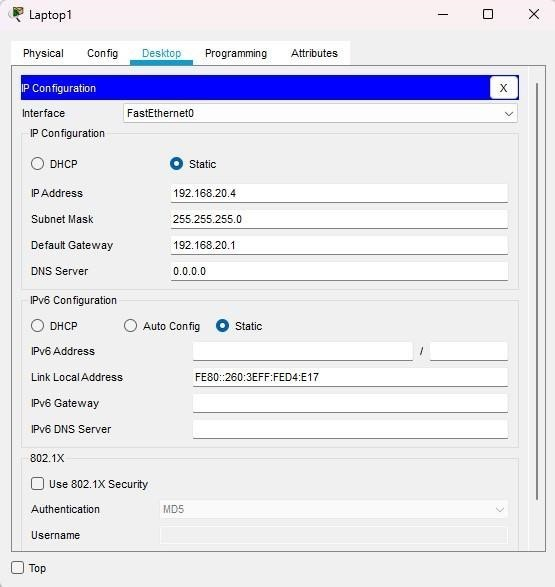 Laptop1
Physical Config Desktop Programming Attributes
IP Configuration X
Interface FastEthernet0
IP Configuration
DHCP Static
IP Address 192.168.20.4
Subnet Mask 255.255.255.0
Default Gateway 192.168.20.1
DNS Server 0.0.0.0
IPv6 Configuration
DHCP Auto Config Static
IPv6 Address /
Link Local Address FE80::260:3EFF:FED4:E17
IPv6 Gateway
IPv6 DNS Server
802.1X
Use 802.1X Security
Authentication MD5
Username
Top